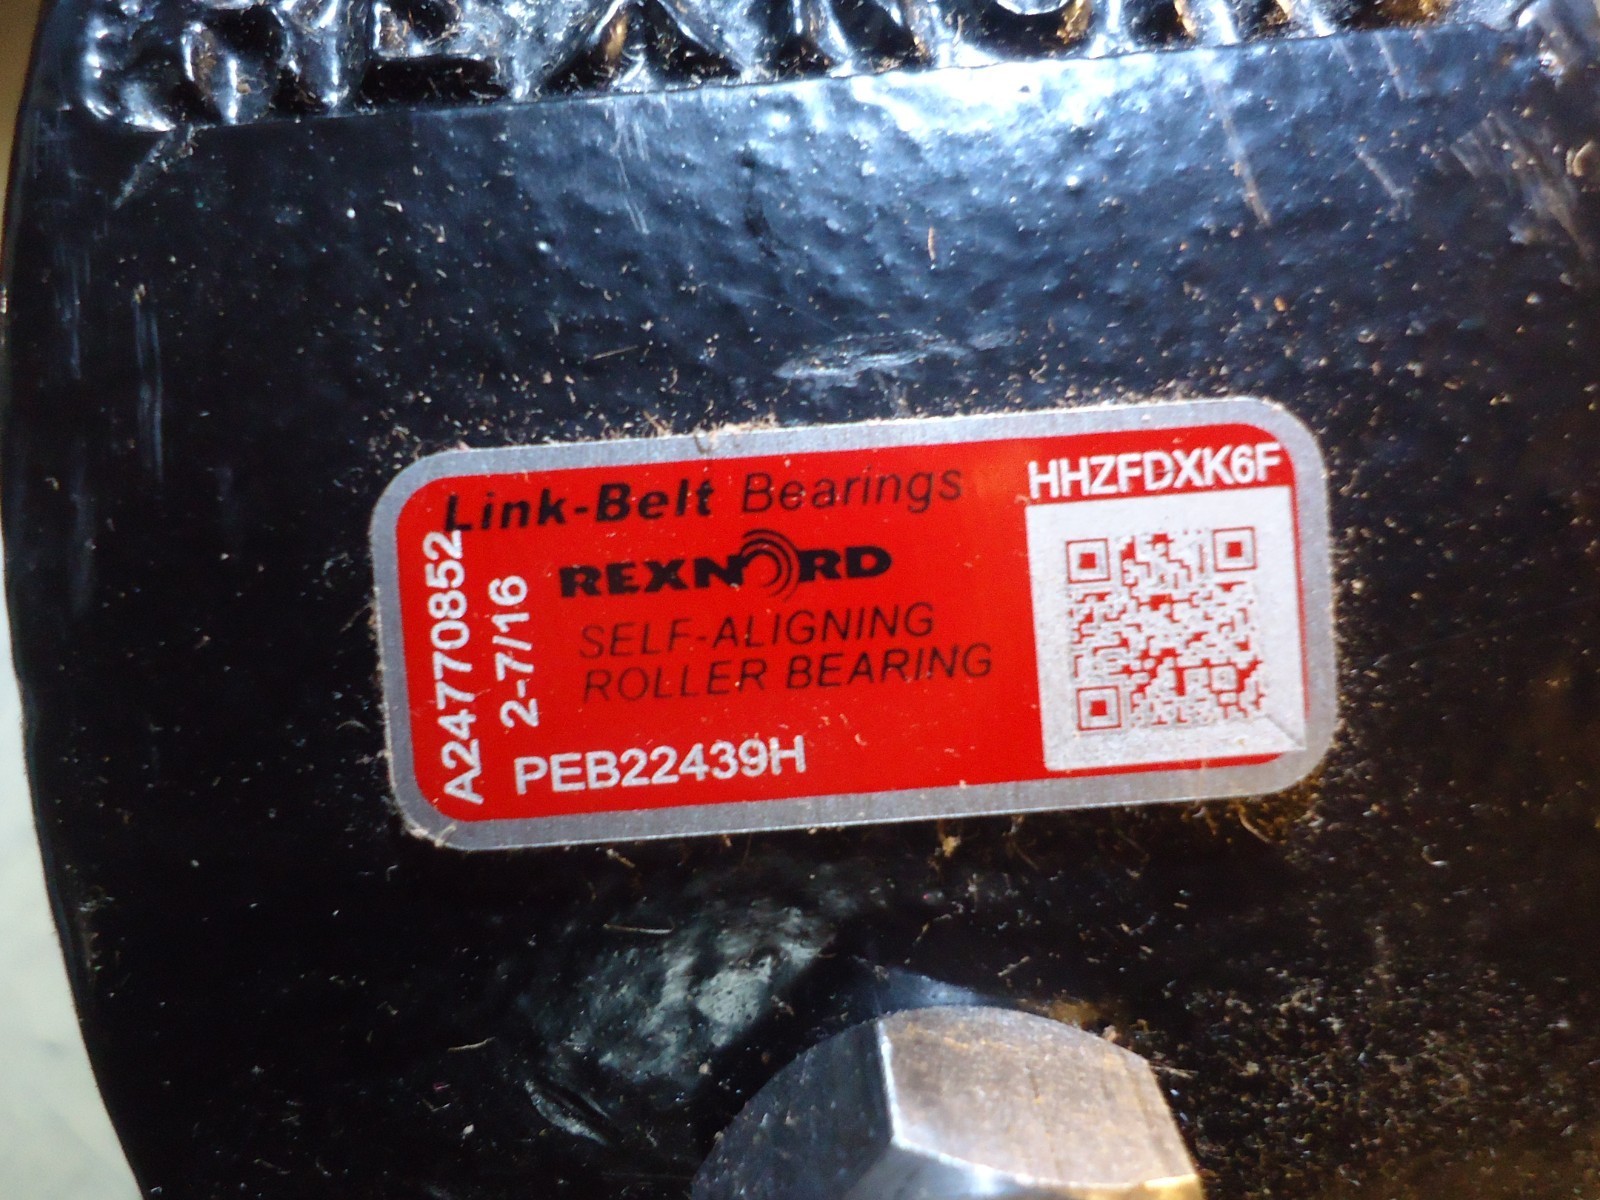 Link-Belt Bearings
REXNORD
SELF-ALIGNING
ROLLER BEARING
PEB22439H
A24770852
2-7/16
HHZFDXK6F